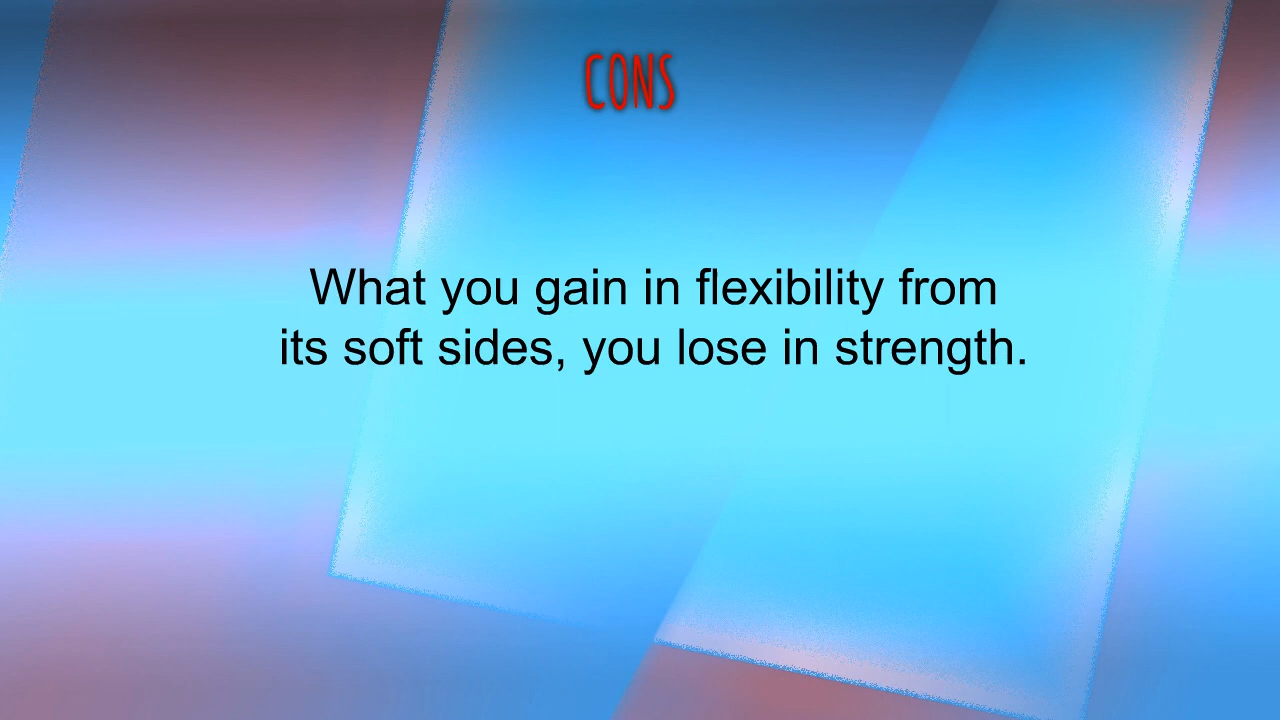 CONS
What you gain in flexibility from
its soft sides, you lose in strength.